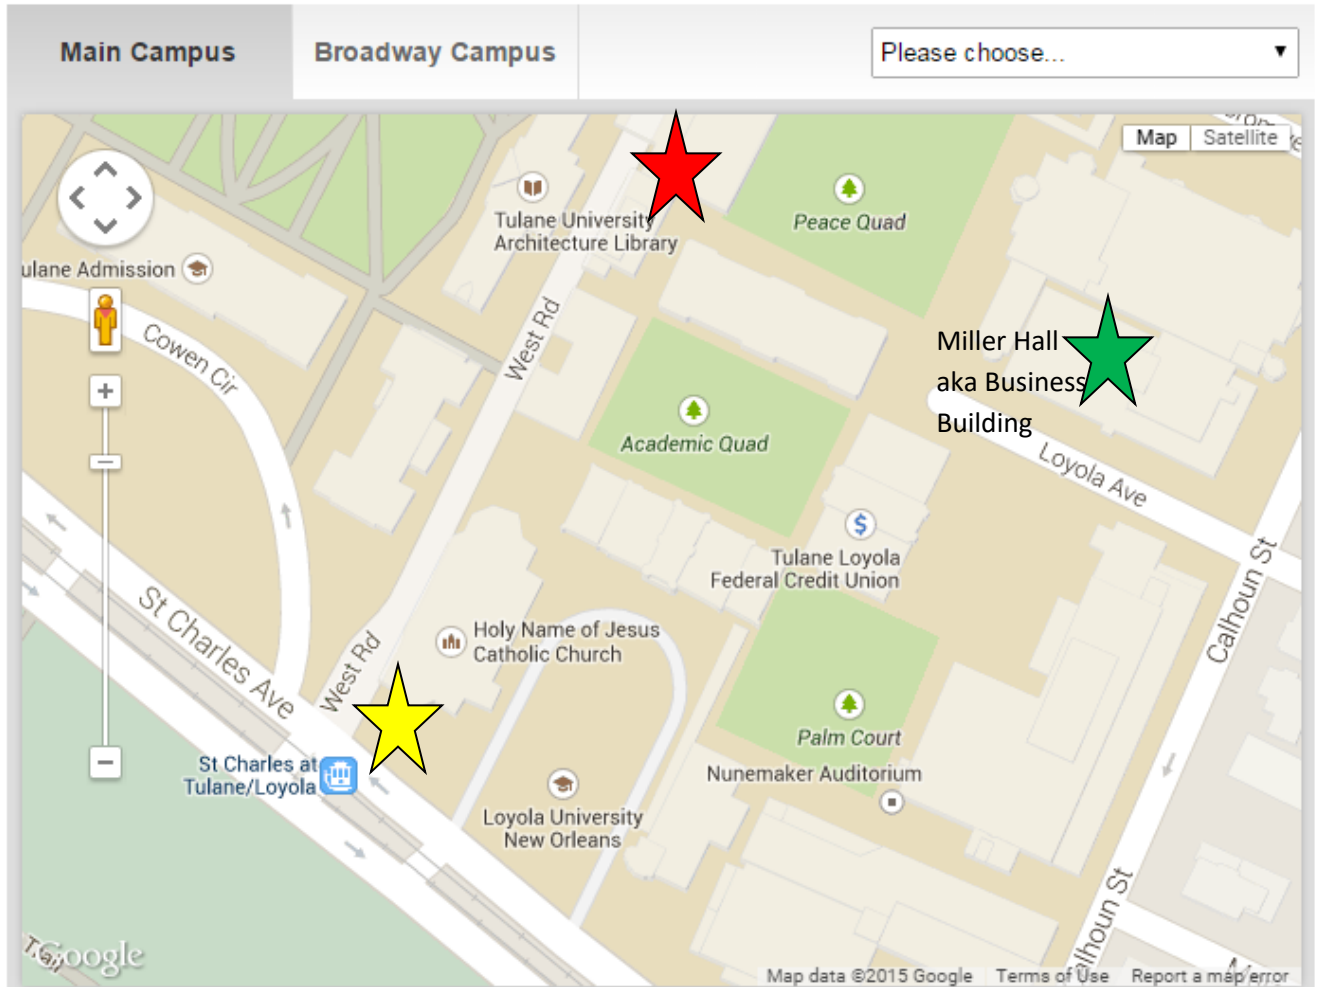 Main Campus
Broadway Campus
Please choose...
Map
Satellite
Tulane University
Architecture Library
Peace Quad
ulane Admission
Cowen Cir
West Rd
Miller Hall
aka Business
Building
Academic Quad
Loyola Ave
$
Tulane Loyola
Federal Credit Union
Calhoun St
St Charles Ave
Holy Name of Jesus
Catholic Church
West Rd
Palm Court
St Charles at
Tulane/Loyola
Nunemaker Auditorium
Loyola University
New Orleans
alhoun St
Trail
Google
Map data ©2015 Google
Terms of Use
Report a map error